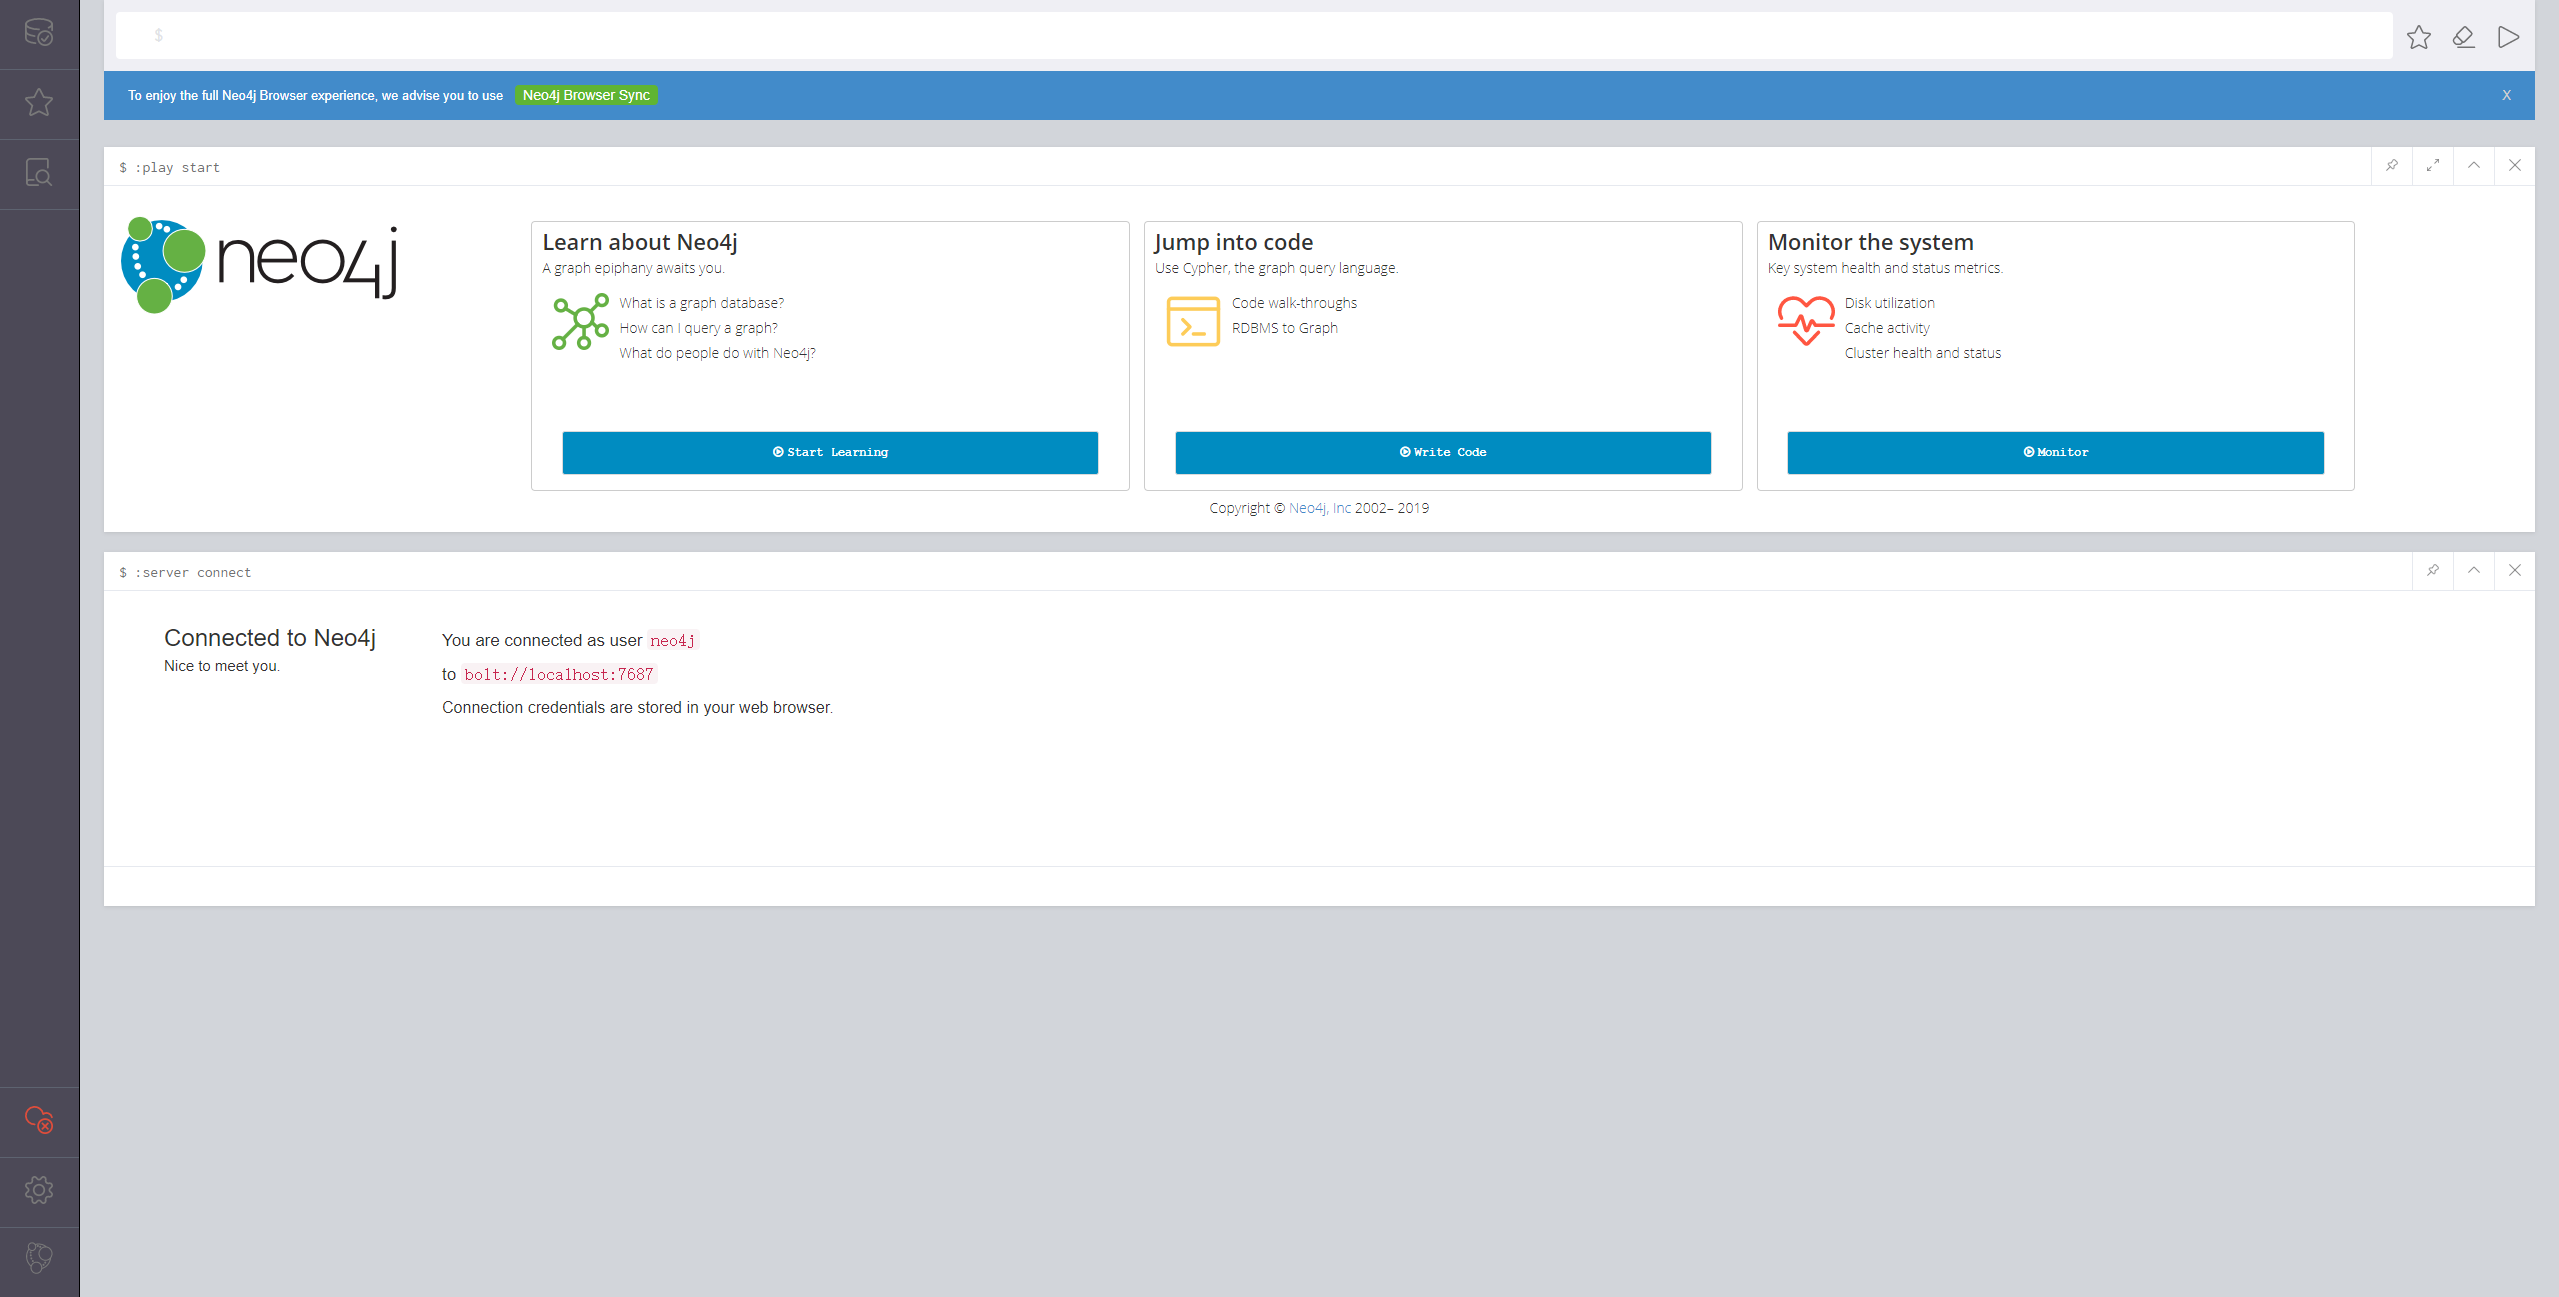 $
To enjoy the full Neo4j Browser experience, we advise you to use Neo4j Browser Sync X
$ :play start
neo4j
Learn about Neo4j
A graph epiphany awaits you.
What is a graph database?
How can I query a graph?
What do people do with Neo4j?
Start Learning
Jump into code
Use Cypher, the graph query language.
Code walk-throughs
RDBMS to Graph
Write Code
Monitor the system
Key system health and status metrics.
Disk utilization
Cache activity
Cluster health and status
Monitor
Copyright © Neo4j, Inc 2002– 2019
$ :server connect
Connected to Neo4j
Nice to meet you.
You are connected as user neo4j
to bolt://localhost:7687
Connection credentials are stored in your web browser.